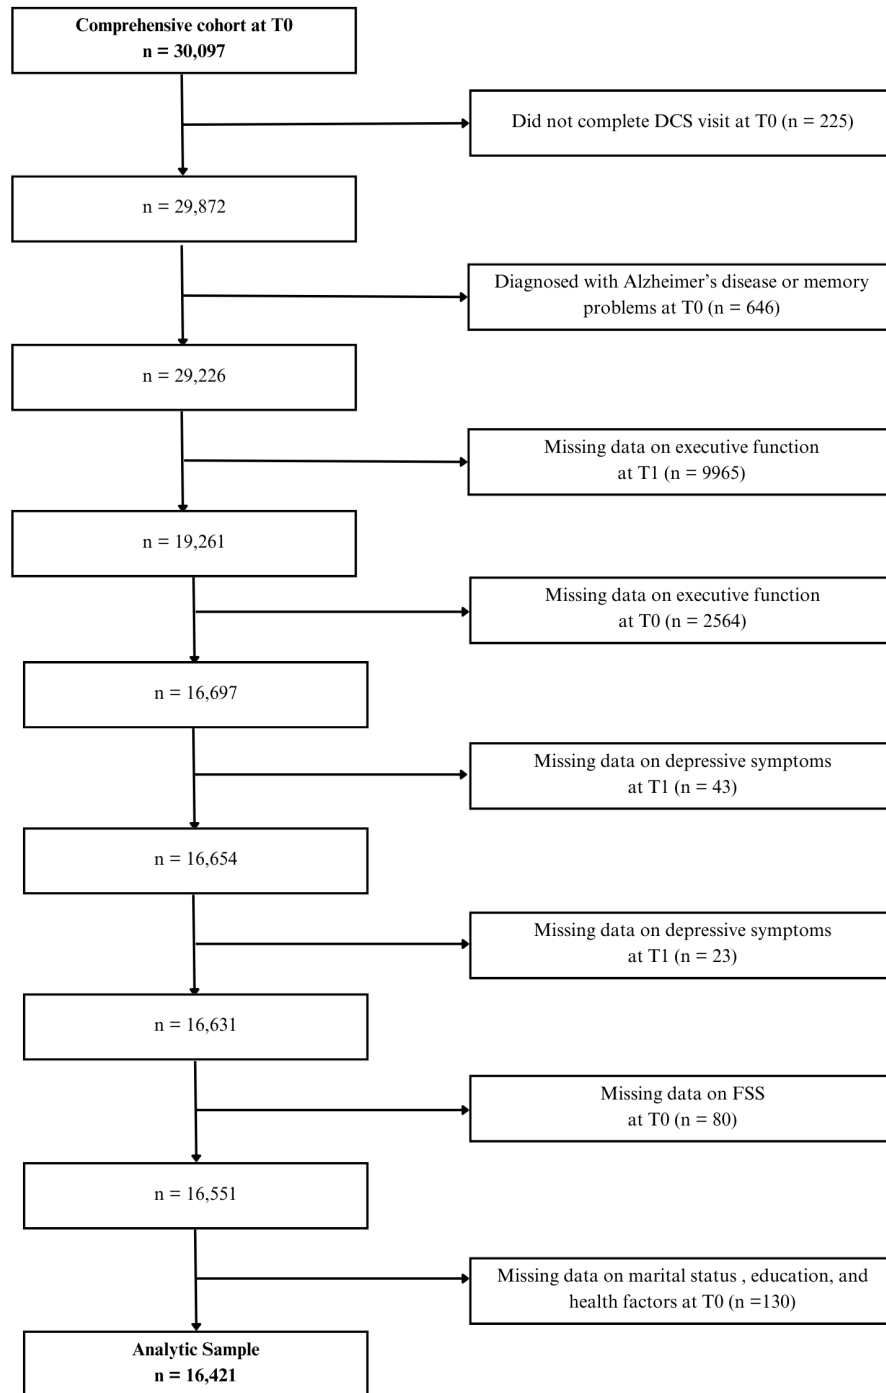 Comprehensive cohort at T0
n = 30,097
Did not complete DCS visit at T0 (n = 225)
n = 29,872
Diagnosed with Alzheimer's disease or memory
problems at T0 (n = 646)
n = 29,226
Missing data on executive function
at T1 (n = 9965)
n = 19,261
Missing data on executive function
at T0 (n = 2564)
n = 16,697
Missing data on depressive symptoms
at T1 (n = 43)
n = 16,654
Missing data on depressive symptoms
at T1 (n = 23)
n = 16,631
Missing data on FSS
at T0 (n = 80)
n = 16,551
Missing data on marital status , education, and
health factors at T0 (n =130)
Analytic Sample
n = 16,421